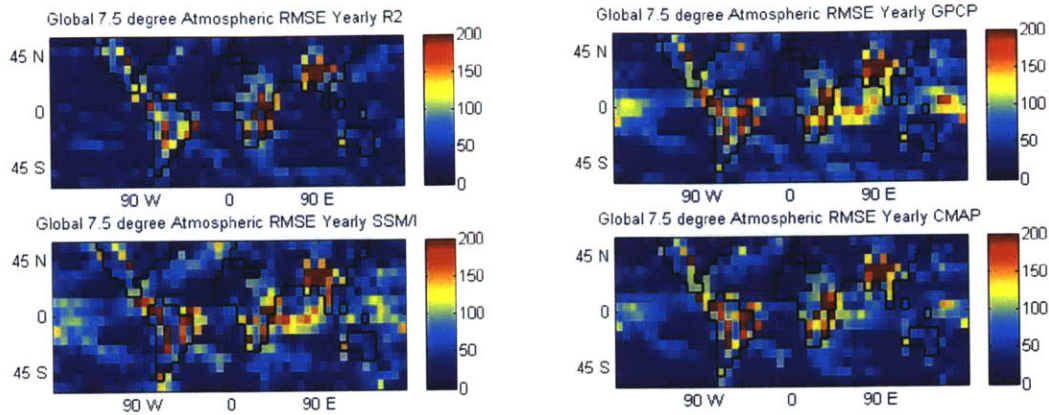 Global 7.5 degree Atmospheric RMSE Yearly R2
45 N
0
45 S
90 W
0
90 E
200
150
100
50
0
Global 7.5 degree Atmospheric RMSE Yearly GPCP
45 N
0
45 S
90 W
0
90 E
200
150
100
50
0
Global 7.5 degree Atmospheric RMSE Yearly SSM/I
45 N
0
45 S
90 W
0
90 E
200
150
100
50
0
Global 7.5 degree Atmospheric RMSE Yearly CMAP
45 N
0
45 S
90 W
0
90 E
200
150
100
50
0